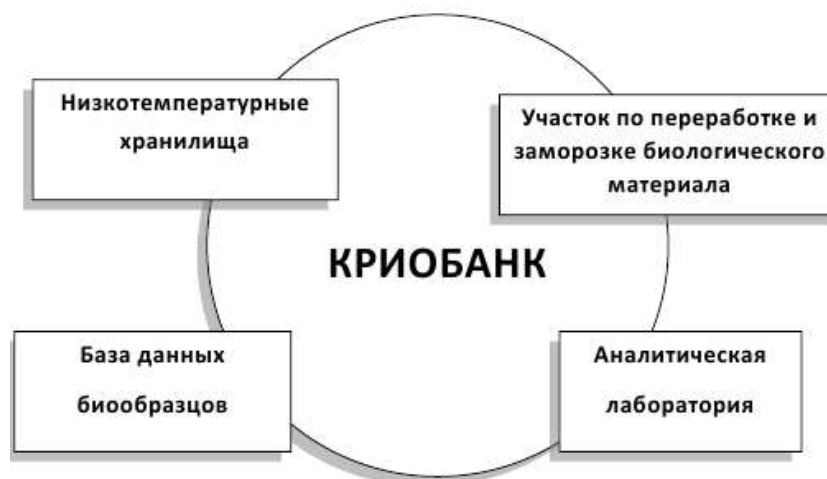 Низкотемпературные
хранилища
Участок по переработке и
заморозке биологического
материала
КРИОБАНК
База данных
биообразцов
Аналитическая
лаборатория